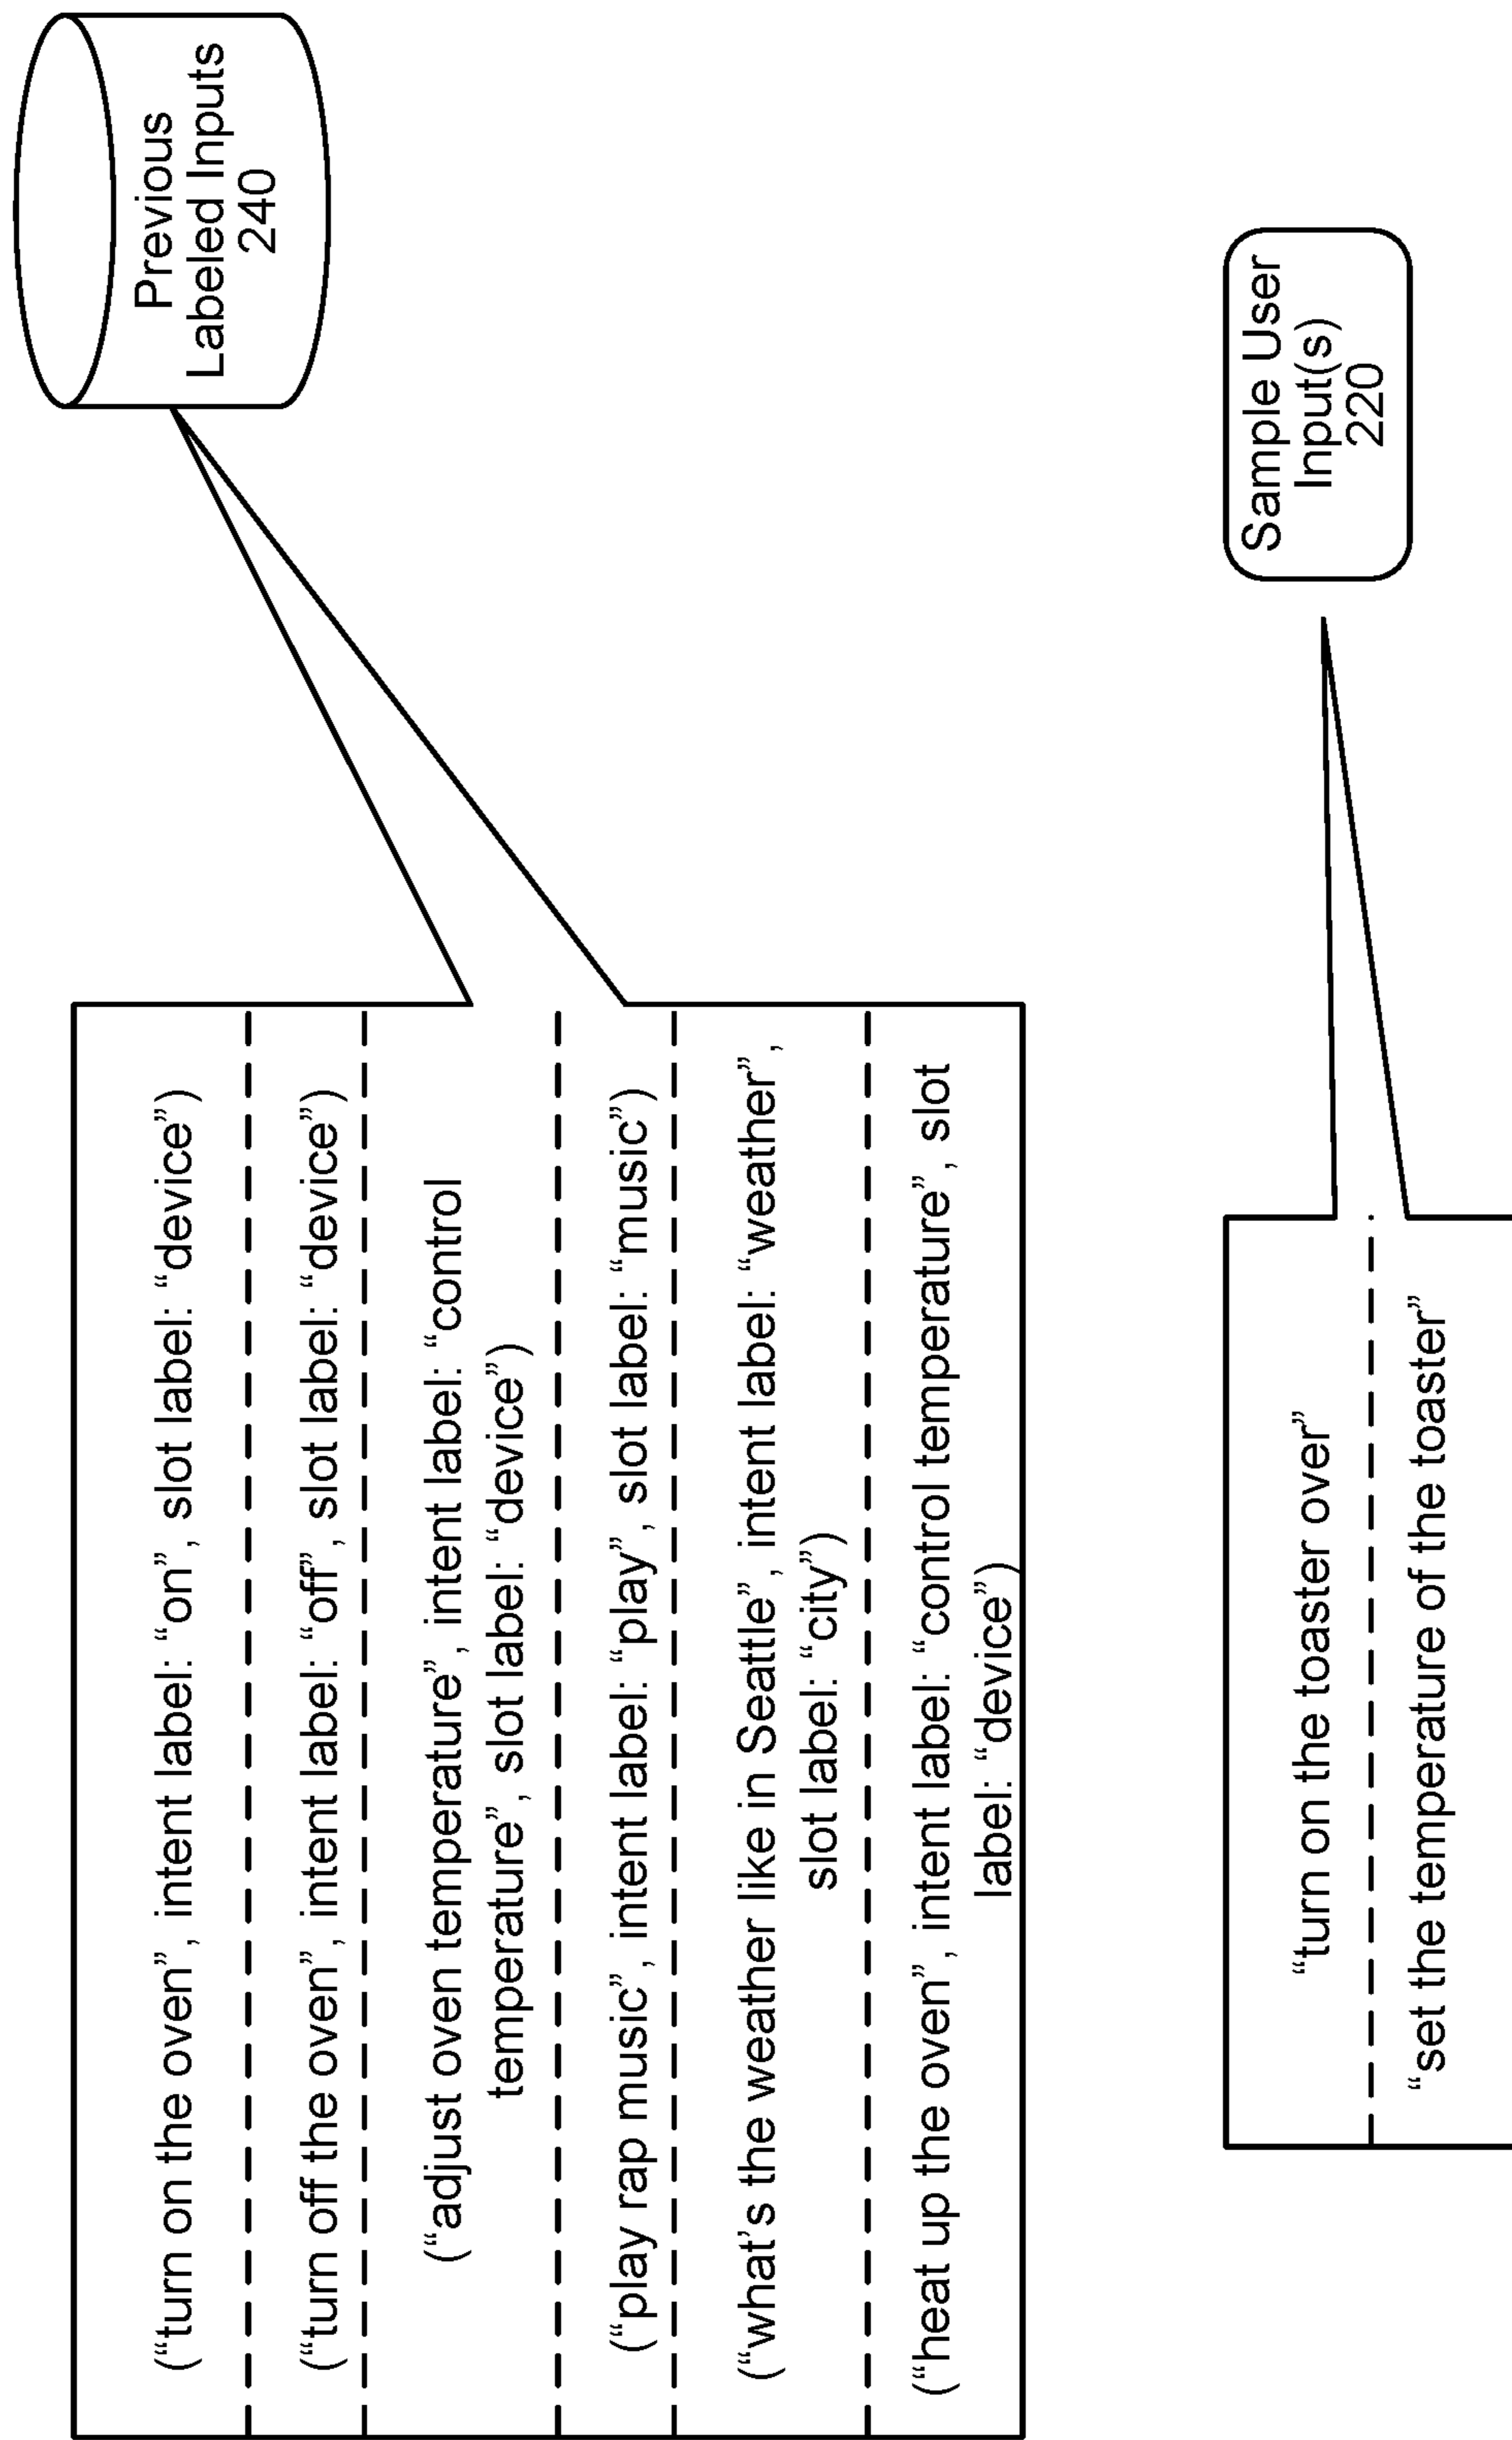 Previous
Labeled Inputs
240
(“turn on the oven”, intent label: “on”, slot label: “device”)
(“turn off the oven”, intent label: “off”, slot label: “device”)
(“adjust oven temperature”, intent label: “control
temperature”, slot label: “device”)
(“play rap music”, intent label: “play”, slot label: “music”)
(“what’s the weather like in Seattle”, intent label: “weather”,
slot label: “city”)
(“heat up the oven”, intent label: “control temperature”, slot
label: “device”)
Sample User
Input(s)
220
“turn on the toaster over”
“set the temperature of the toaster”